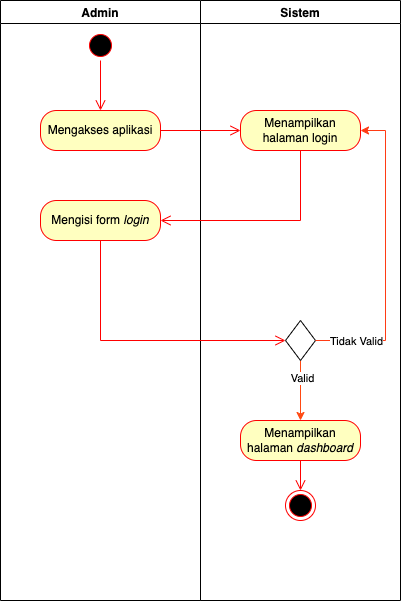 Admin
Sistem
Mengakses aplikasi
Menampilkan
halaman login
Mengisi form login
Tidak Valid
Valid
Menampilkan
halaman dashboard